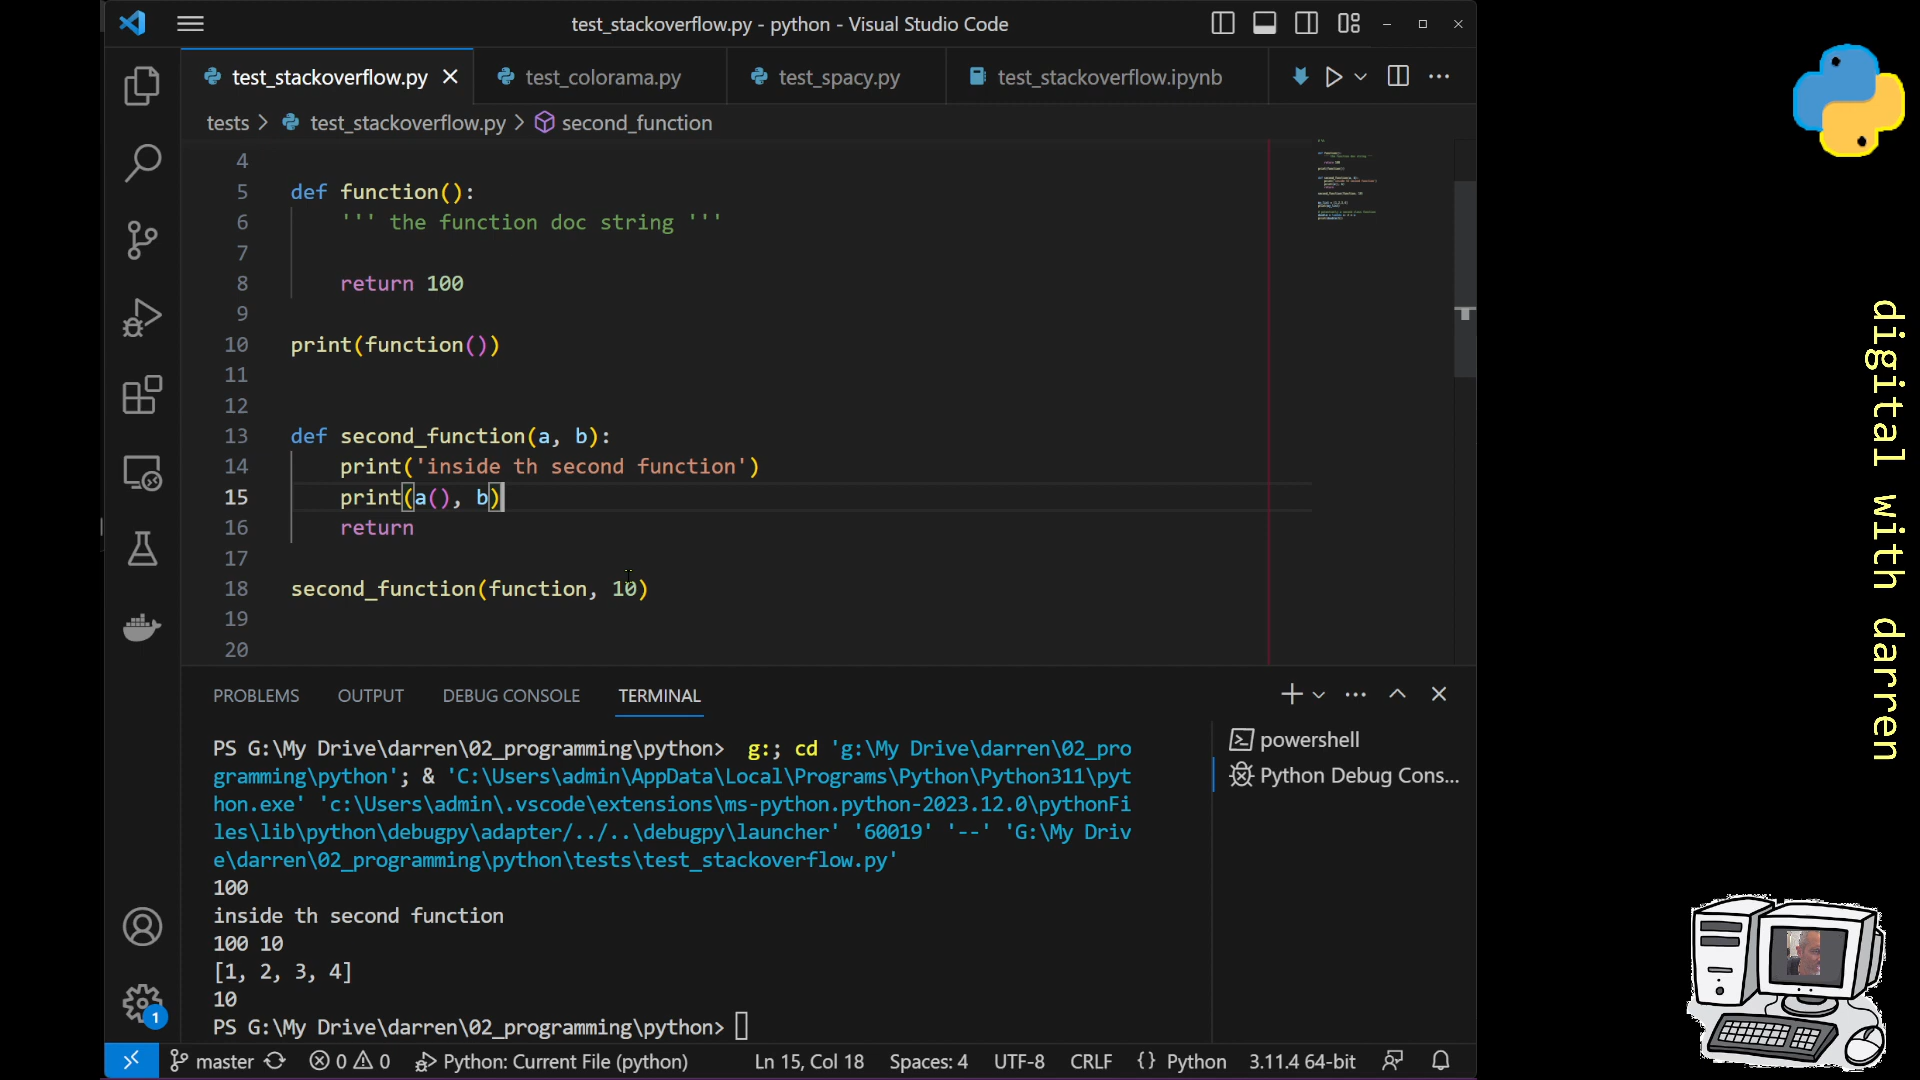 test_stackoverflow.py - python - Visual Studio Code
test_stackoverflow.py
test_colorama.py
test_spacy.py
test_stackoverflow.ipynb
tests > test_stackoverflow.py > second_function
4
5 def function():
6 ''' the function doc string '''
7
8 return 100
9
10 print(function())
11
12
13 def second_function(a, b):
14 print('inside th second function')
15 print(a(), b)
16 return
17
18 second_function(function, 10)
19
20
PROBLEMS OUTPUT DEBUG CONSOLE TERMINAL
PS G:\My Drive\darren\02_programming\python> g:; cd 'g:\My Drive\darren\02_pro
gramming\python'; & 'C:\Users\admin\AppData\Local\Programs\Python\Python311\pyt
hon.exe' 'c:\Users\admin\.vscode\extensions\ms-python.python-2023.12.0\pythonFi
les\lib\python\debugpy\adapter/../..\debugpy\launcher' '60019' '--' 'G:\My Driv
e\darren\02_programming\python\tests\test_stackoverflow.py'
100
inside th second function
100 10
[1, 2, 3, 4]
10
PS G:\My Drive\darren\02_programming\python>
powershell
Python Debug Cons...
1
master
0 0
Python: Current File (python)
Ln 15, Col 18
Spaces: 4
UTF-8
CRLF
{ } Python
3.11.4 64-bit
digital with darren